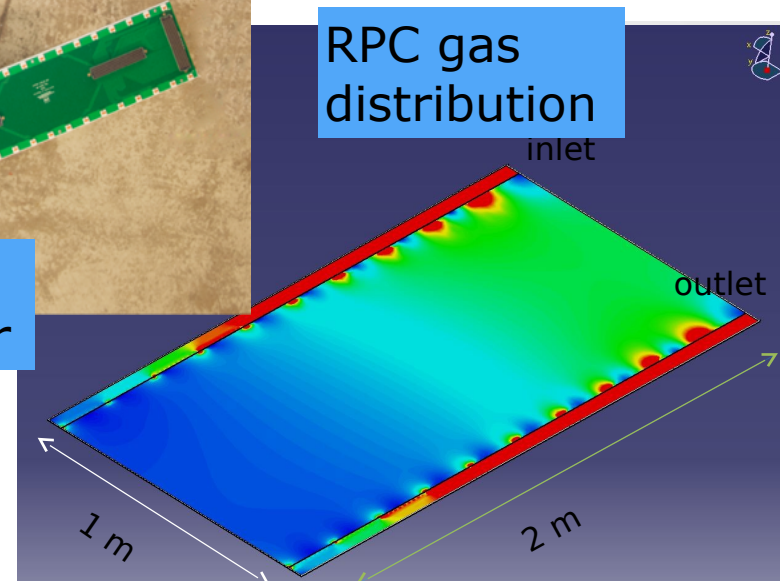 RPC gas
distribution
inlet
outlet
r
1 m
2 m
x
y
z